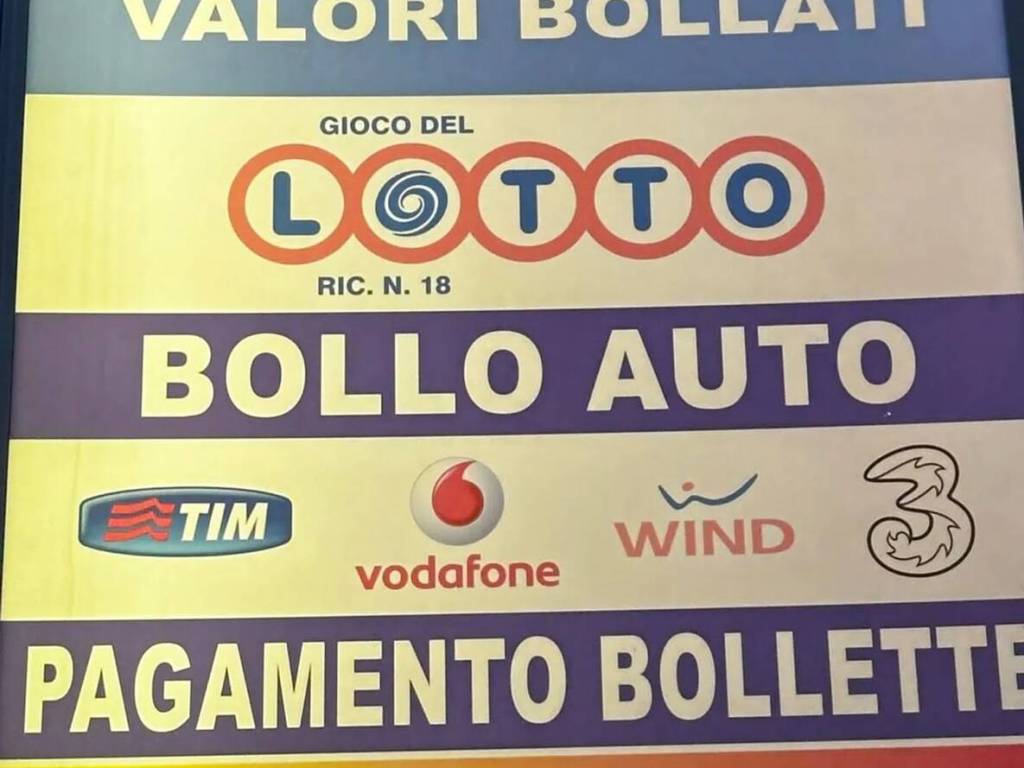 VALORI BOLLATI
GIOCO DEL
LOTTO
RIC. N. 18
BOLLO AUTO
TIM vodafone WIND 3
PAGAMENTO BOLLETTE